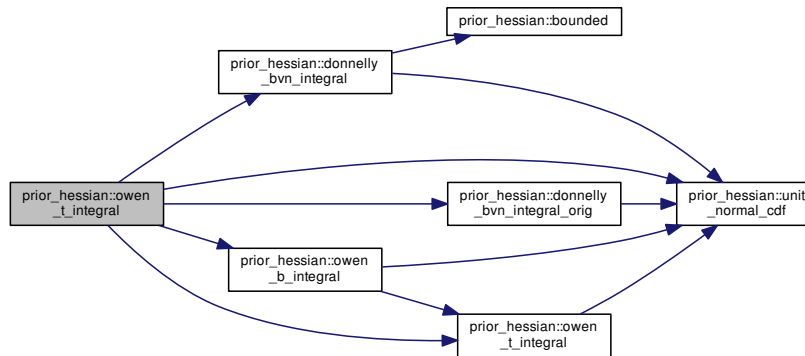 prior_hessian::bounded
prior_hessian::donnelly
_bvn_integral
prior_hessian::owen
_t_integral
prior_hessian::donnelly
_bvn_integral_orig
prior_hessian::unit
_normal_cdf
prior_hessian::owen
_b_integral
prior_hessian::owen
_t_integral